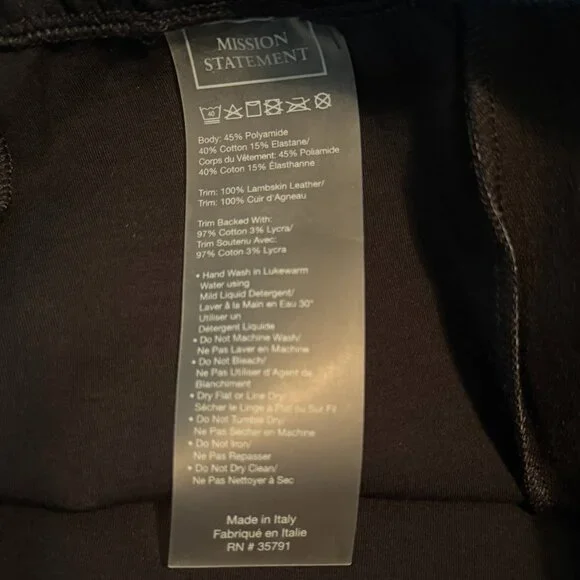 MISSION
STATEMENT
40
Body: 45% Polyamide
40% Cotton 15% Elastane/
Corps du Vêtement: 45% Poliamide
40% Coton 15% Élasthanne
Trim: 100% Lambskin Leather/
Trim: 100% Cuir d'Agneau
Trim Backed With:
97% Cotton 3% Lycra/
Trim Soutenu Avec:
97% Cotton 3% Lycra
• Hand Wash in Lukewarm
Water using
Mild Liquid Detergent/
Laver à la Main en Eau 30°
Utiliser un
Détergent Liquide
• Do Not Machine Wash/
Ne Pas Laver en Machine
• Do Not Bleach/
Ne Pas Utiliser d'Agent de
Blanchiment
• Dry Flat or Line Dry/
Sécher le Linge à Plat ou Sur Fil
• Do Not Tumble Dry/
Ne Pas Sécher en Machine
• Do Not Iron/
Ne Pas Repasser
• Do Not Dry Clean/
Ne Pas Nettoyer à Sec
Made in Italy
Fabriqué en Italie
RN # 35791